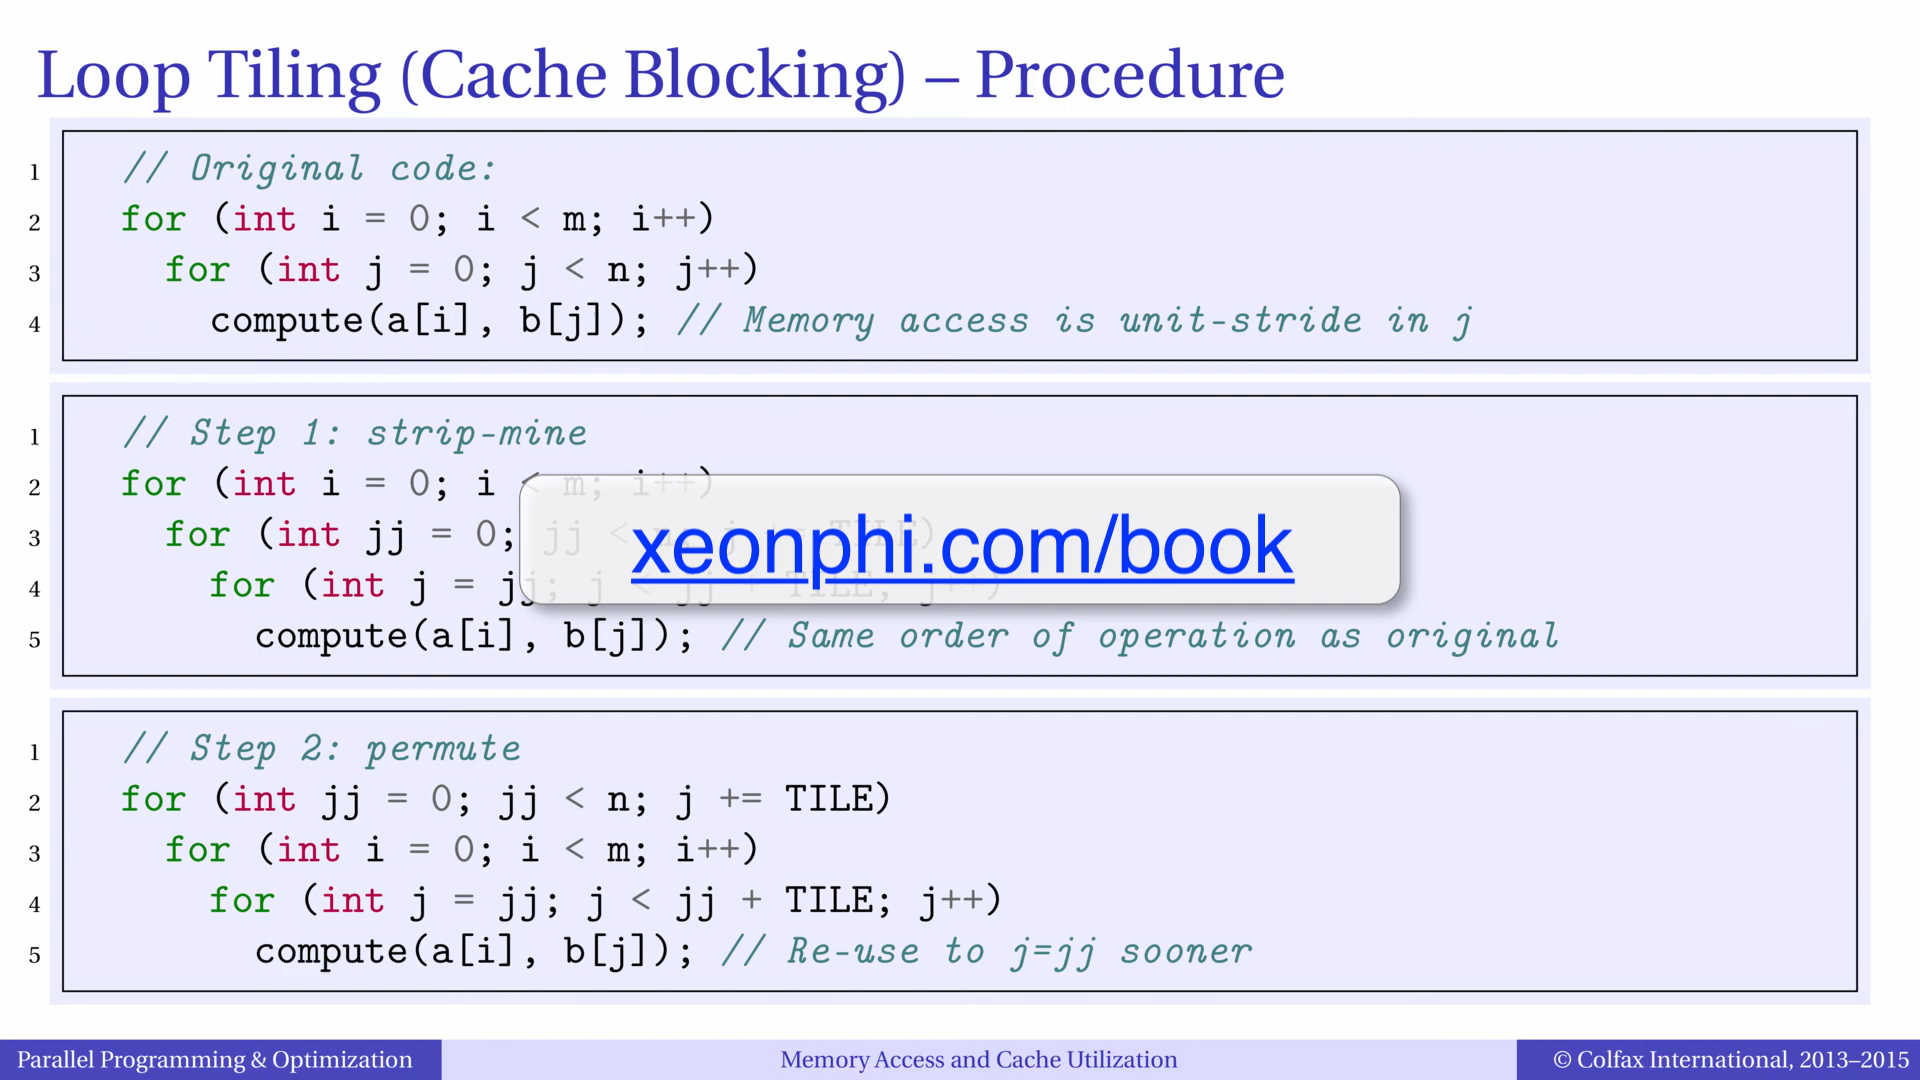 Loop Tiling (Cache Blocking) – Procedure
1 // Original code:
2 for (int i = 0; i < m; i++)
3 for (int j = 0; j < n; j++)
4 compute(a[i], b[j]); // Memory access is unit-stride in j
1 // Step 1: strip-mine
2 for (int i = 0; i < m; i++)
3 for (int jj = 0; jj < n; j += TILE)
4 for (int j = jj; j < jj + TILE; j++)
5 compute(a[i], b[j]); // Same order of operation as original
xeonphi.com/book
1 // Step 2: permute
2 for (int jj = 0; jj < n; j += TILE)
3 for (int i = 0; i < m; i++)
4 for (int j = jj; j < jj + TILE; j++)
5 compute(a[i], b[j]); // Re-use to j=jj sooner
Parallel Programming & Optimization
Memory Access and Cache Utilization
© Colfax International, 2013–2015